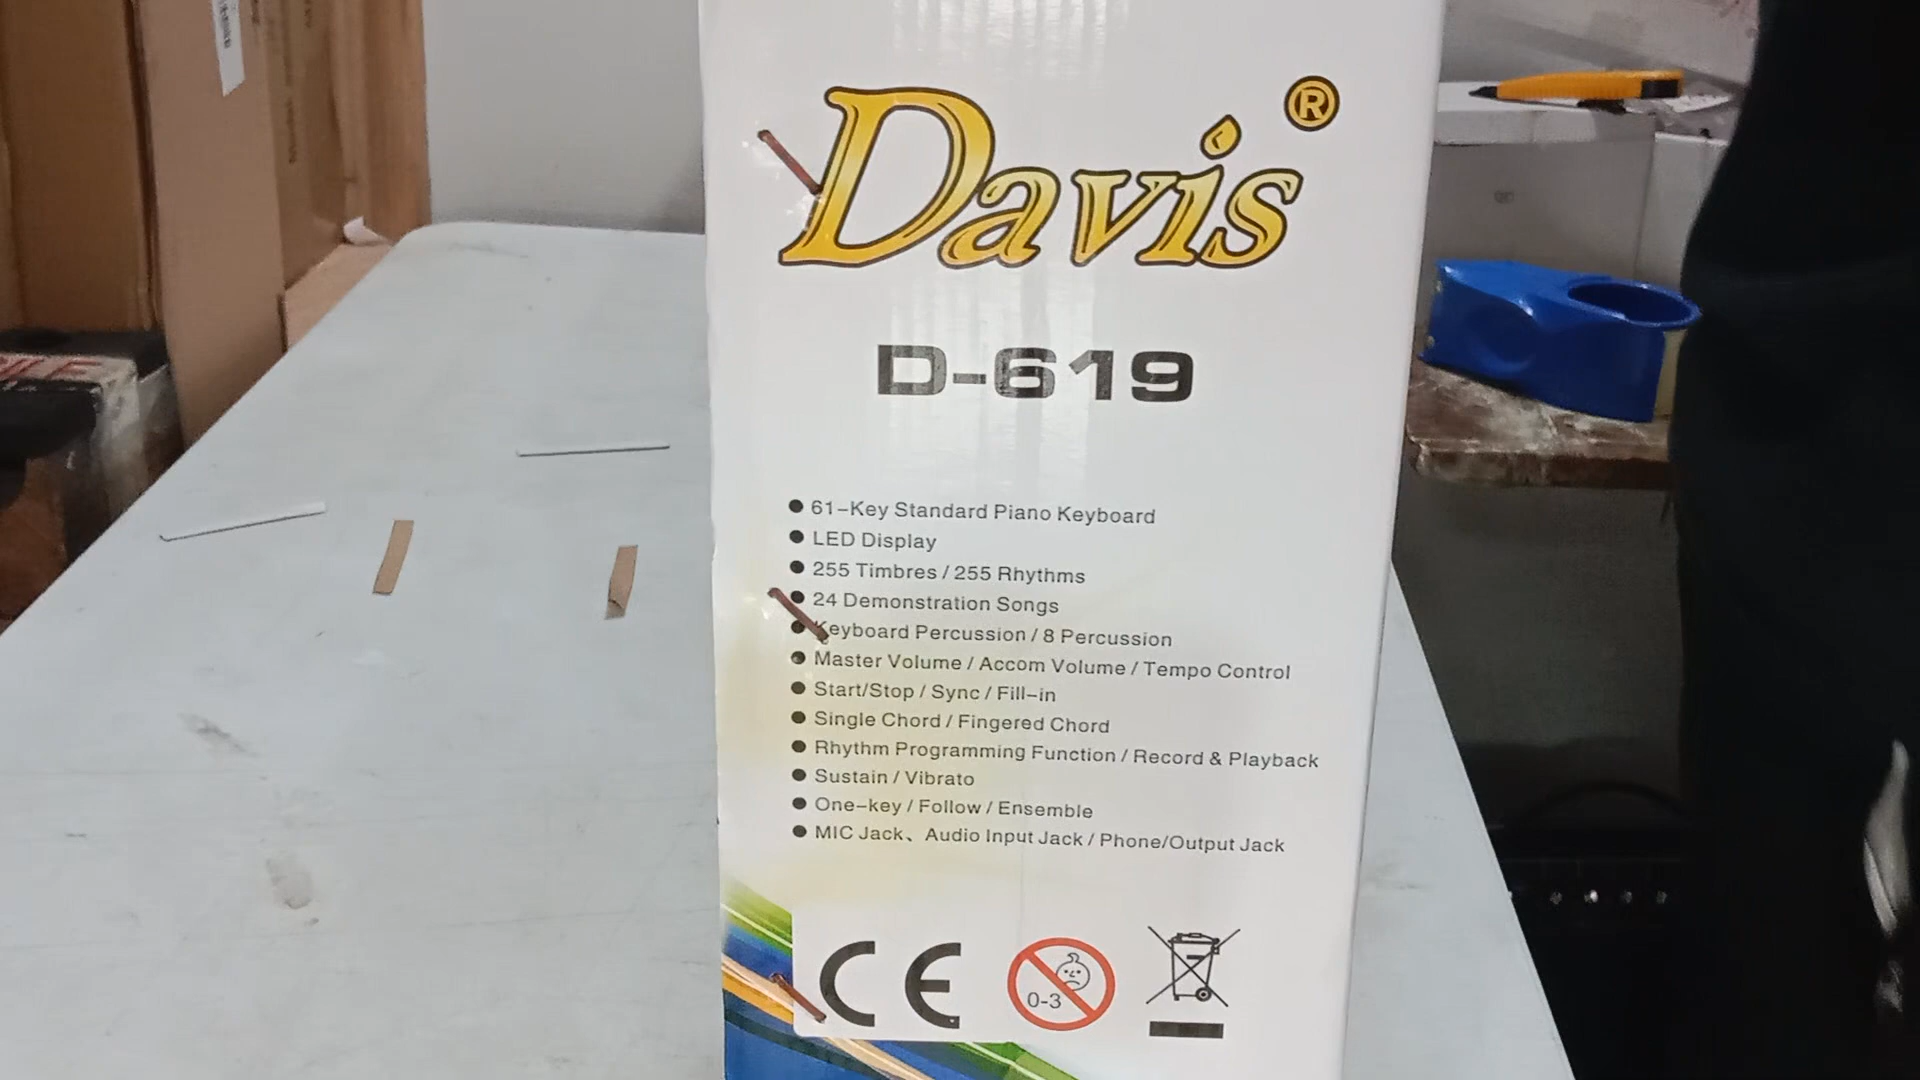 Davis®
D-619
● 61-Key Standard Piano Keyboard
● LED Display
● 255 Timbres / 255 Rhythms
● 24 Demonstration Songs
● Keyboard Percussion / 8 Percussion
● Master Volume / Accom Volume / Tempo Control
● Start/Stop / Sync / Fill-in
● Single Chord / Fingered Chord
● Rhythm Programming Function / Record & Playback
● Sustain / Vibrato
● One-key / Follow / Ensemble
● MIC Jack、Audio Input Jack / Phone/Output Jack
CE
0-3